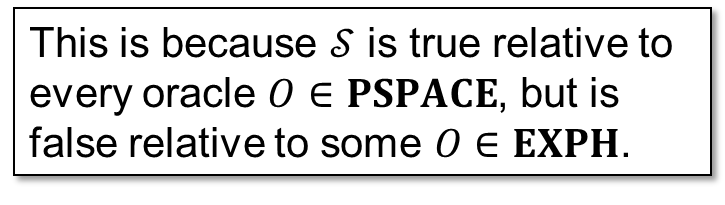 This is because 𝒮 is true relative to
every oracle 𝑂 ∈ 𝐏𝐒𝐏𝐀𝐂𝐄, but is
false relative to some 𝑂 ∈ 𝐄𝐗𝐏𝐇.